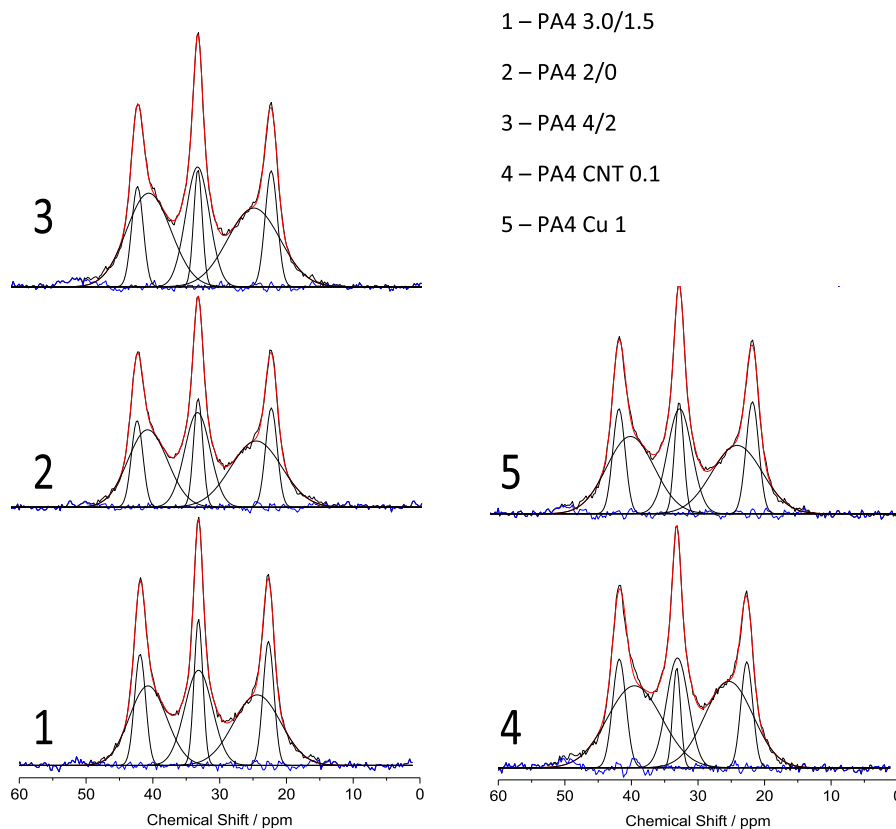 1 – PA4 3.0/1.5
2 – PA4 2/0
3 – PA4 4/2
4 – PA4 CNT 0.1
5 – PA4 Cu 1
3
2
5
1
4
60 50 40 30 20 10 0
Chemical Shift / ppm
60 50 40 30 20 10 0
Chemical Shift / ppm